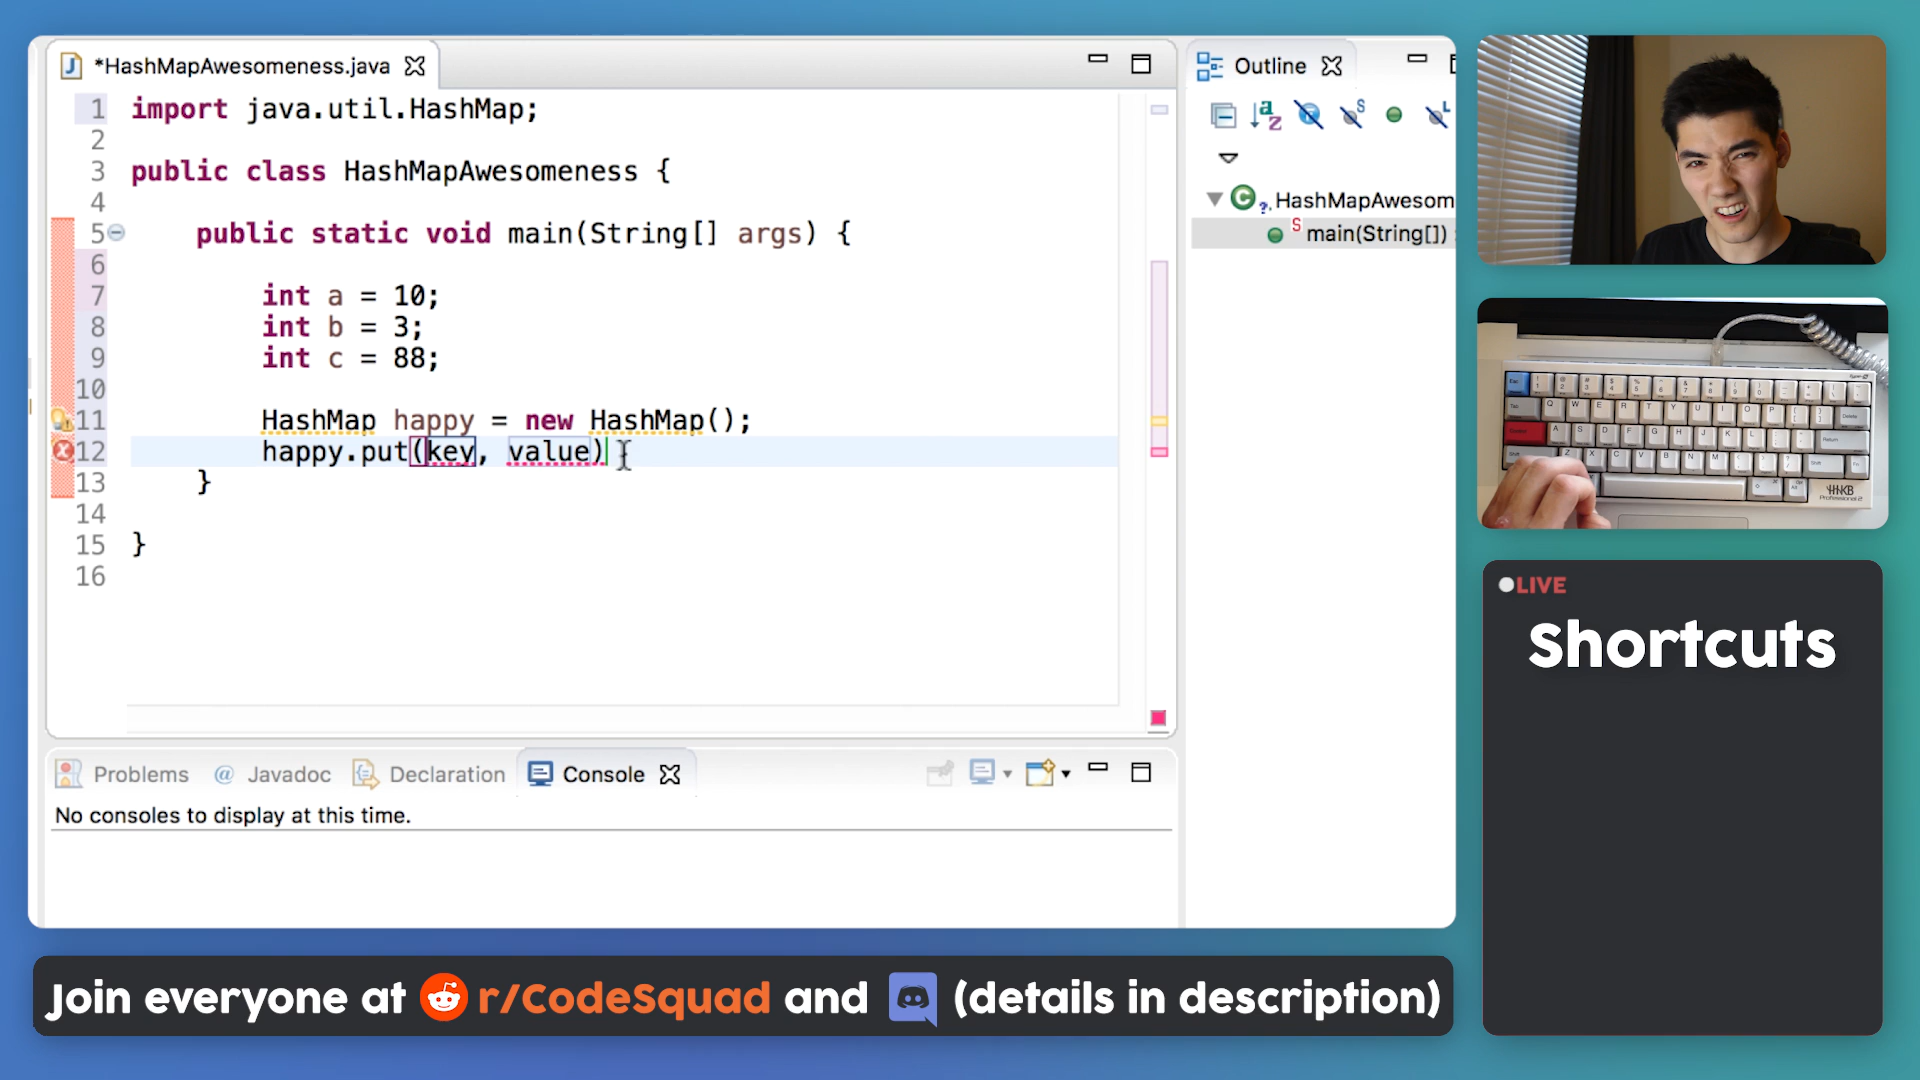 *HashMapAwesomeness.java
1 import java.util.HashMap;
2
3 public class HashMapAwesomeness {
4
5 public static void main(String[] args) {
6
7 int a = 10;
8 int b = 3;
9 int c = 88;
10
11 HashMap happy = new HashMap();
12 happy.put(key, value)
13 }
14
15 }
16
Outline
HashMapAwesom
main(String[])
Problems @ Javadoc Declaration Console
No consoles to display at this time.
LIVE
Shortcuts
Join everyone at r/CodeSquad and (details in description)
HHKB
Professional 2